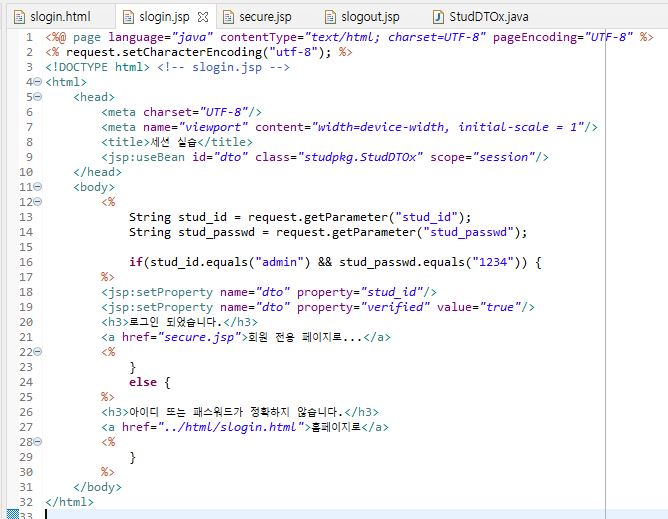 slogin.html slogin.jsp secure.jsp slogout.jsp StudDTOx.java
1 <%@ page language="java" contentType="text/html; charset=UTF-8" pageEncoding="UTF-8" %>
2 <% request.setCharacterEncoding("utf-8"); %>
3 <!DOCTYPE html> <!-- slogin.jsp -->
4 <html>
5 <head>
6 <meta charset="UTF-8"/>
7 <meta name="viewport" content="width=device-width, initial-scale = 1"/>
8 <title>세션 실습</title>
9 <jsp:useBean id="dto" class="studpkg.StudDTOx" scope="session"/>
10 </head>
11 <body>
12 <%
13 String stud_id = request.getParameter("stud_id");
14 String stud_passwd = request.getParameter("stud_passwd");
15
16 if(stud_id.equals("admin") && stud_passwd.equals("1234")) {
17 %>
18 <jsp:setProperty name="dto" property="stud_id"/>
19 <jsp:setProperty name="dto" property="verified" value="true"/>
20 <h3>로그인 되었습니다.</h3>
21 <a href="secure.jsp">회원 전용 페이지로...</a>
22 <%
23 }
24 else {
25 %>
26 <h3>아이디 또는 패스워드가 정확하지 않습니다.</h3>
27 <a href="../html/slogin.html">홈페이지로</a>
28 <%
29 }
30 %>
31 </body>
32 </html>
33